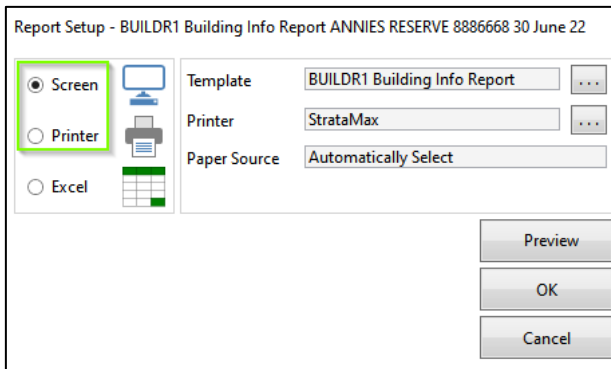 Report Setup - BUILDR1 Building Info Report ANNIES RESERVE 8886668 30 June 22
Screen
Template
BUILDR1 Building Info Report
...
Printer
Printer
StrataMax
...
Paper Source
Automatically Select
Excel
Preview
OK
Cancel